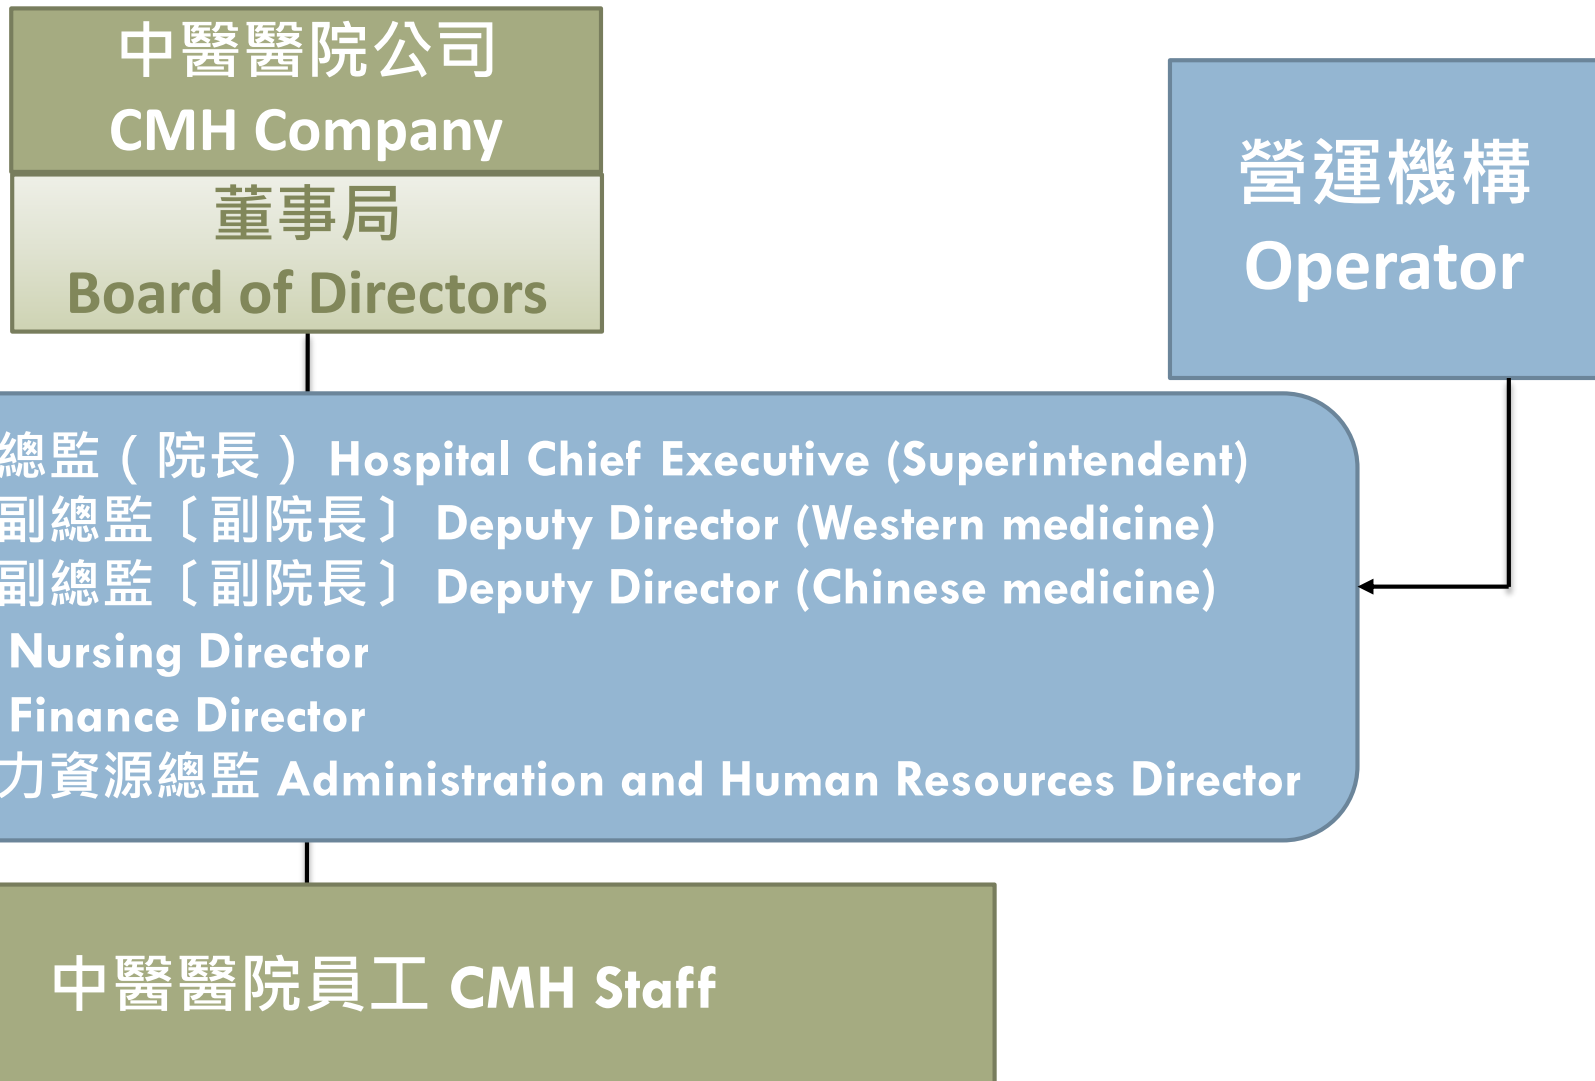 中醫醫院公司
CMH Company
董事局
Board of Directors
營運機構
Operator
總監（院長） Hospital Chief Executive (Superintendent)
副總監〔副院長〕 Deputy Director (Western medicine)
副總監〔副院長〕 Deputy Director (Chinese medicine)
Nursing Director
Finance Director
力資源總監 Administration and Human Resources Director
中醫醫院員工 CMH Staff